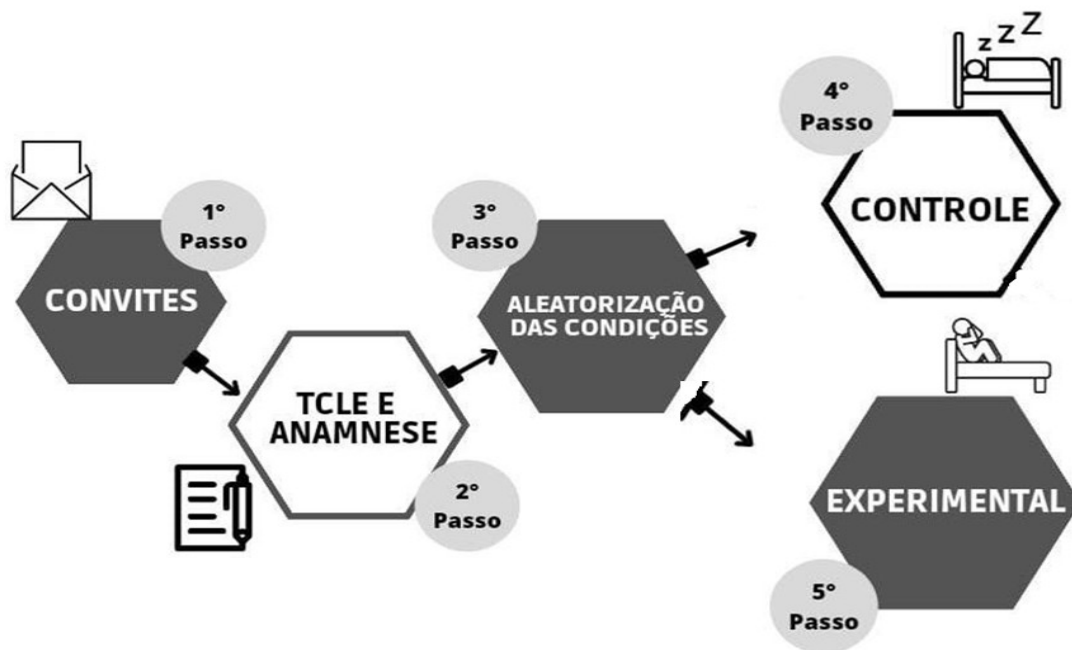 1°
Passo
CONVITES
TCLE E
ANAMNESE
2°
Passo
3°
Passo
ALEATORIZAÇÃO
DAS CONDIÇÕES
4°
Passo
z Z Z
CONTROLE
EXPERIMENTAL
5°
Passo